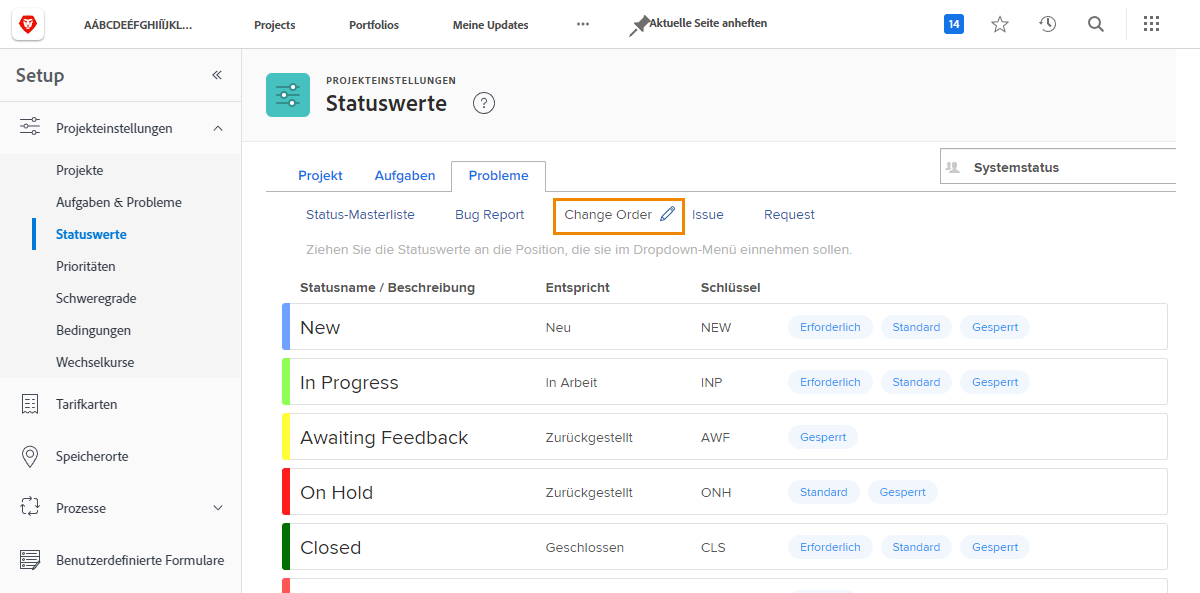 AÁBCDEÉFGHIÍJKL...
Projects
Portfolios
Meine Updates
Aktuelle Seite anheften
14
Setup
Projekteinstellungen
Projekte
Aufgaben & Probleme
Statuswerte
Prioritäten
Schweregrade
Bedingungen
Wechselkurse
Tarifkarten
Speicherorte
Prozesse
Benutzerdefinierte Formulare
PROJEKTEINSTELLUNGEN
Statuswerte ?
Systemstatus
Projekt Aufgaben Probleme
Status-Masterliste Bug Report Change Order Issue Request
Ziehen Sie die Statuswerte an die Position, die sie im Dropdown-Menü einnehmen sollen.
Statusname / Beschreibung Entspricht Schlüssel
New Neu NEW Erforderlich Standard Gesperrt
In Progress In Arbeit INP Erforderlich Standard Gesperrt
Awaiting Feedback Zurückgestellt AWF Gesperrt
On Hold Zurückgestellt ONH Standard Gesperrt
Closed Geschlossen CLS Erforderlich Standard Gesperrt